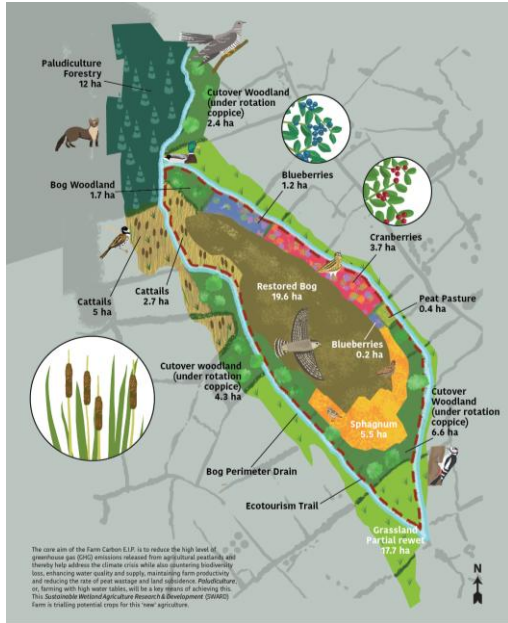 Paludiculture
Forestry
12 ha
Cutover Woodland
(under rotation
coppice)
2.4 ha
Bog Woodland
1.7 ha
Blueberries
1.2 ha
Cranberries
3.7 ha
Cattails
5 ha
Cattails
2.7 ha
Restored Bog
19.6 ha
Peat Pasture
0.4 ha
Blueberries
0.2 ha
Cutover woodland
(under rotation
coppice)
4.3 ha
Cutover
Woodland
(under rotation
coppice)
6.6 ha
Sphagnum
5.5 ha
Bog Perimeter Drain
Ecotourism Trail
Grassland
Partial rewet
17.7 ha
The core aim of the Farm Carbon E.I.P. is to reduce the high level of
greenhouse gas (GHG) emissions released from agricultural peatlands and
thereby help address the climate crisis while also countering biodiversity
loss, enhancing water quality and supply, maintaining farm productivity
and reducing the rate of peat wastage and land subsidence. Paludiculture,
or, farming with high water tables, will be a key means of achieving this.
This Sustainable Wetland Agriculture Research & Development (SWARD)
Farm is trialling potential crops for this 'new' agriculture.
N